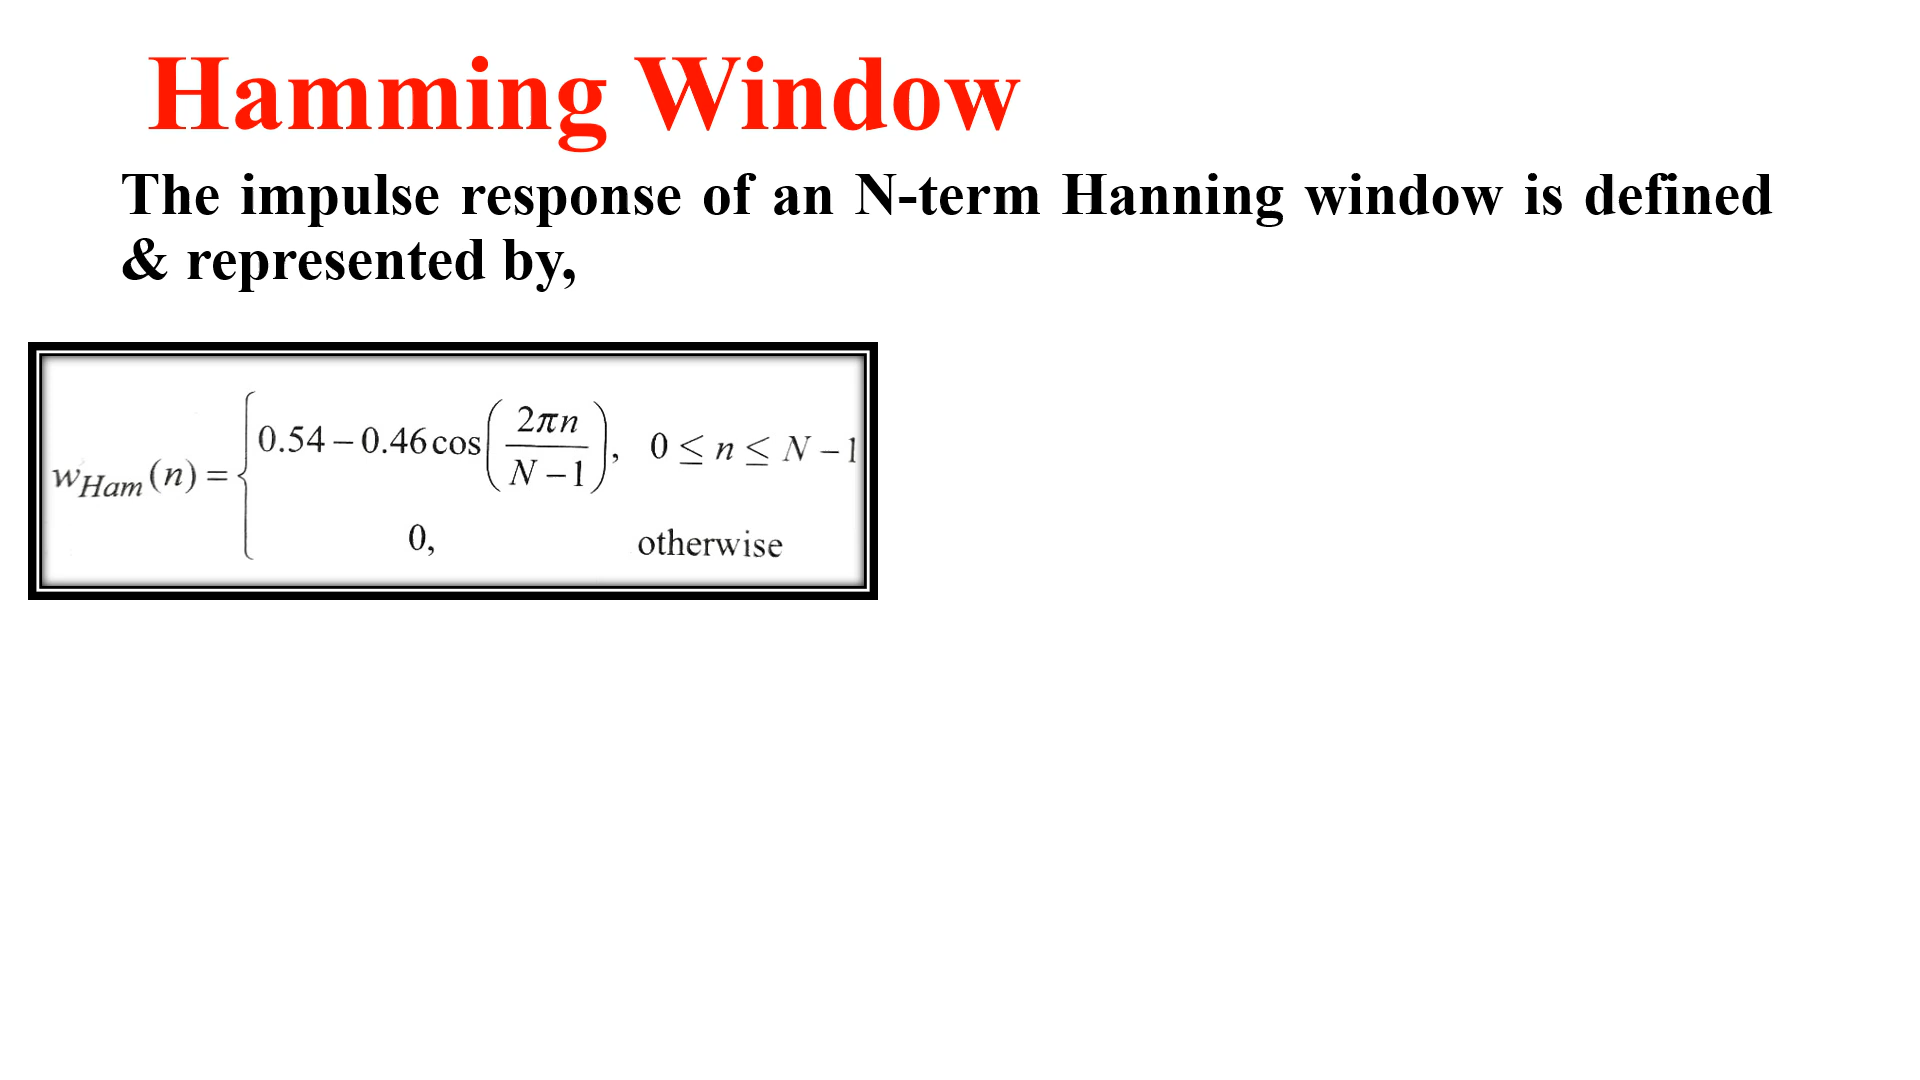 Hamming Window
The impulse response of an N-term Hanning window is defined
& represented by,
w_Ham(n) = { 0.54 – 0.46 cos(2πn / (N – 1)), 0 ≤ n ≤ N – 1
0, otherwise